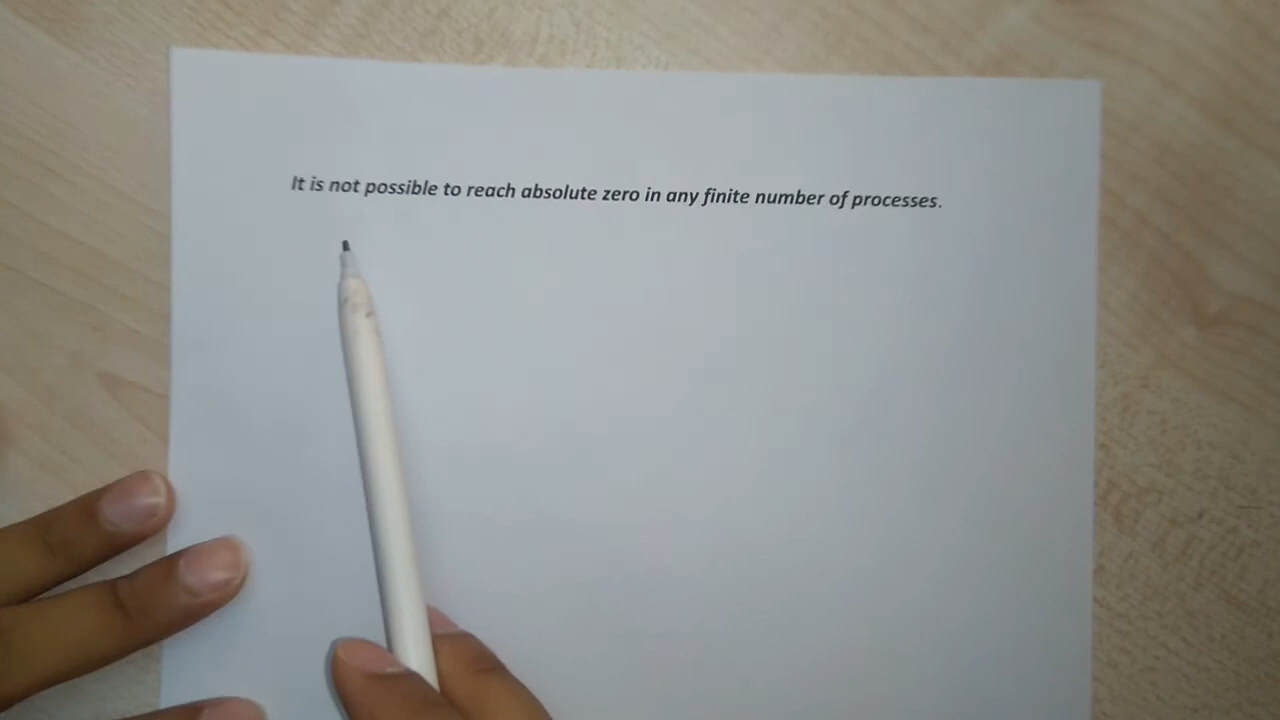 It is not possible to reach absolute zero in any finite number of processes.